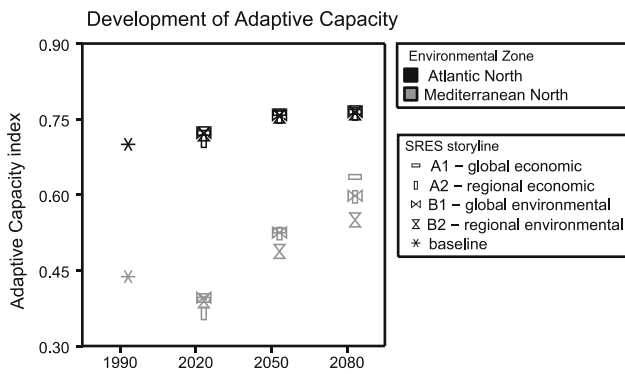 Development of Adaptive Capacity
Adaptive Capacity index
0.90
0.75
0.60
0.45
0.30
1990 2020 2050 2080
Environmental Zone
Atlantic North
Mediterranean North
SRES storyline
A1 – global economic
A2 – regional economic
B1 – global environmental
B2 – regional environmental
baseline